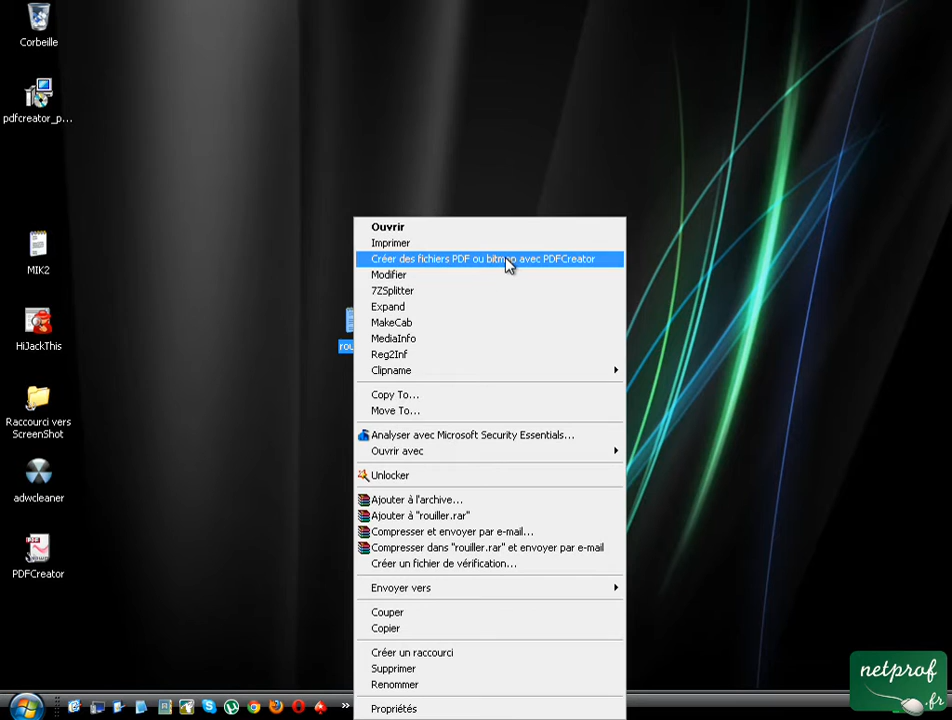 Corbeille
pdfcreator_p...
MIK2
HiJackThis
Raccourci vers
ScreenShot
adwcleaner
PDFCreator
Ouvrir
Imprimer
Créer des fichiers PDF ou bitmap avec PDFCreator
Modifier
7ZSplitter
Expand
MakeCab
MediaInfo
Reg2Inf
Clipname
Copy To...
Move To...
Analyser avec Microsoft Security Essentials...
Ouvrir avec
Unlocker
Ajouter à l'archive...
Ajouter à "rouiller.rar"
Compresser et envoyer par e-mail...
Compresser dans "rouiller.rar" et envoyer par e-mail
Créer un fichier de vérification...
Envoyer vers
Couper
Copier
Créer un raccourci
Supprimer
Renommer
Propriétés
netprof
.fr